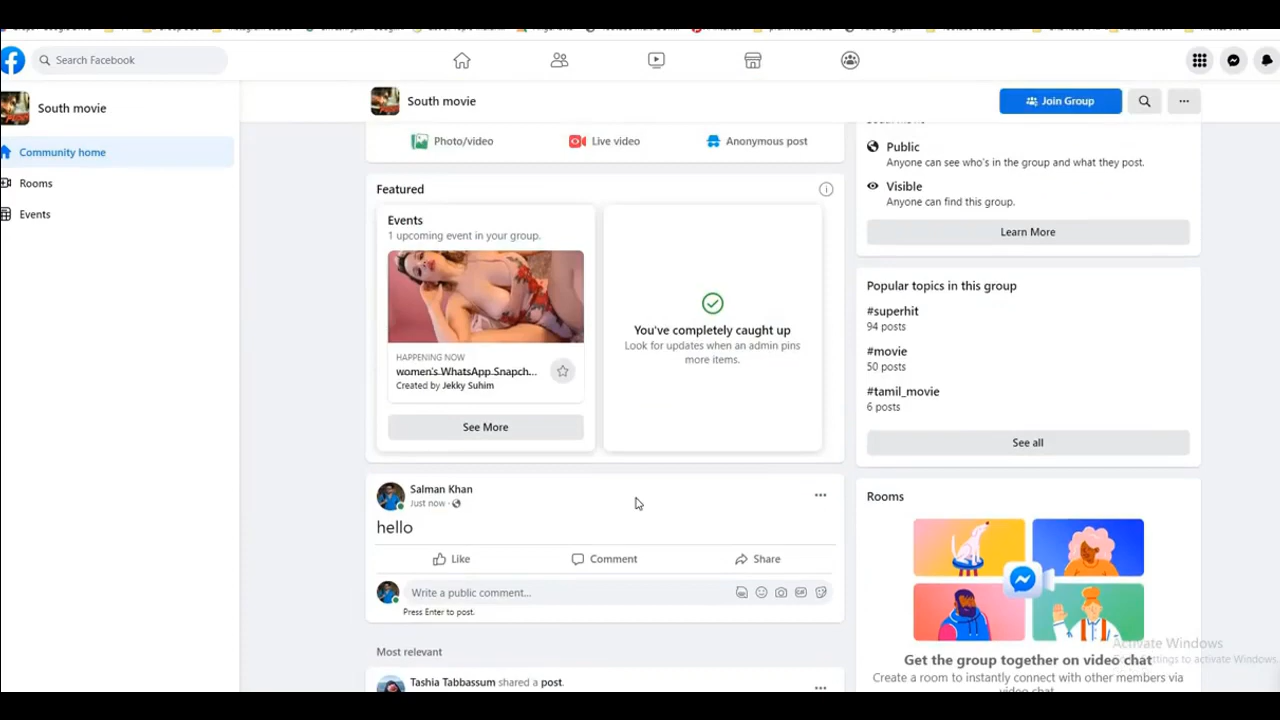 Search Facebook
South movie
Community home
Rooms
Events
South movie
Join Group
Photo/video
Live video
Anonymous post
Featured
Events
1 upcoming event in your group.
HAPPENING NOW
women's WhatsApp Snapch...
Created by Jekky Suhim
See More
You've completely caught up
Look for updates when an admin pins
more items.
Salman Khan
Just now ·
hello
Like
Comment
Share
Write a public comment...
Press Enter to post.
Most relevant
Tashia Tabbassum shared a post.
Public
Anyone can see who's in the group and what they post.
Visible
Anyone can find this group.
Learn More
Popular topics in this group
#superhit
94 posts
#movie
50 posts
#tamil_movie
6 posts
See all
Rooms
Get the group together on video chat
Create a room to instantly connect with other members via
Activate Windows
ttings to activate Windows.